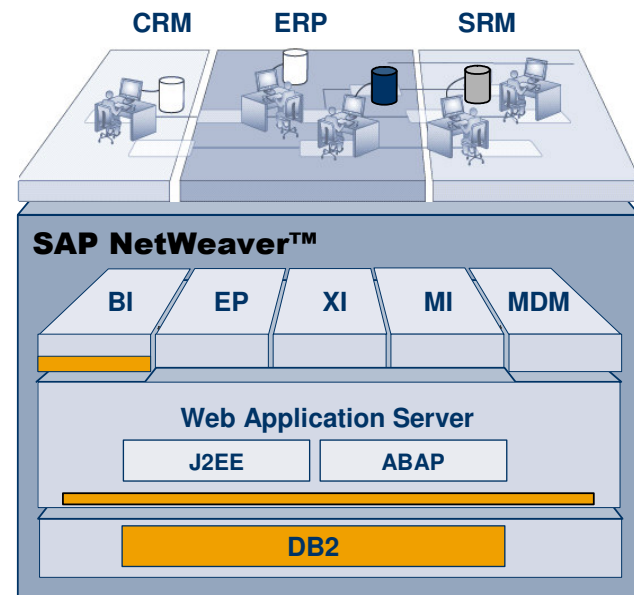 CRM ERP SRM
SAP NetWeaver™
BI EP XI MI MDM
Web Application Server
J2EE ABAP
DB2